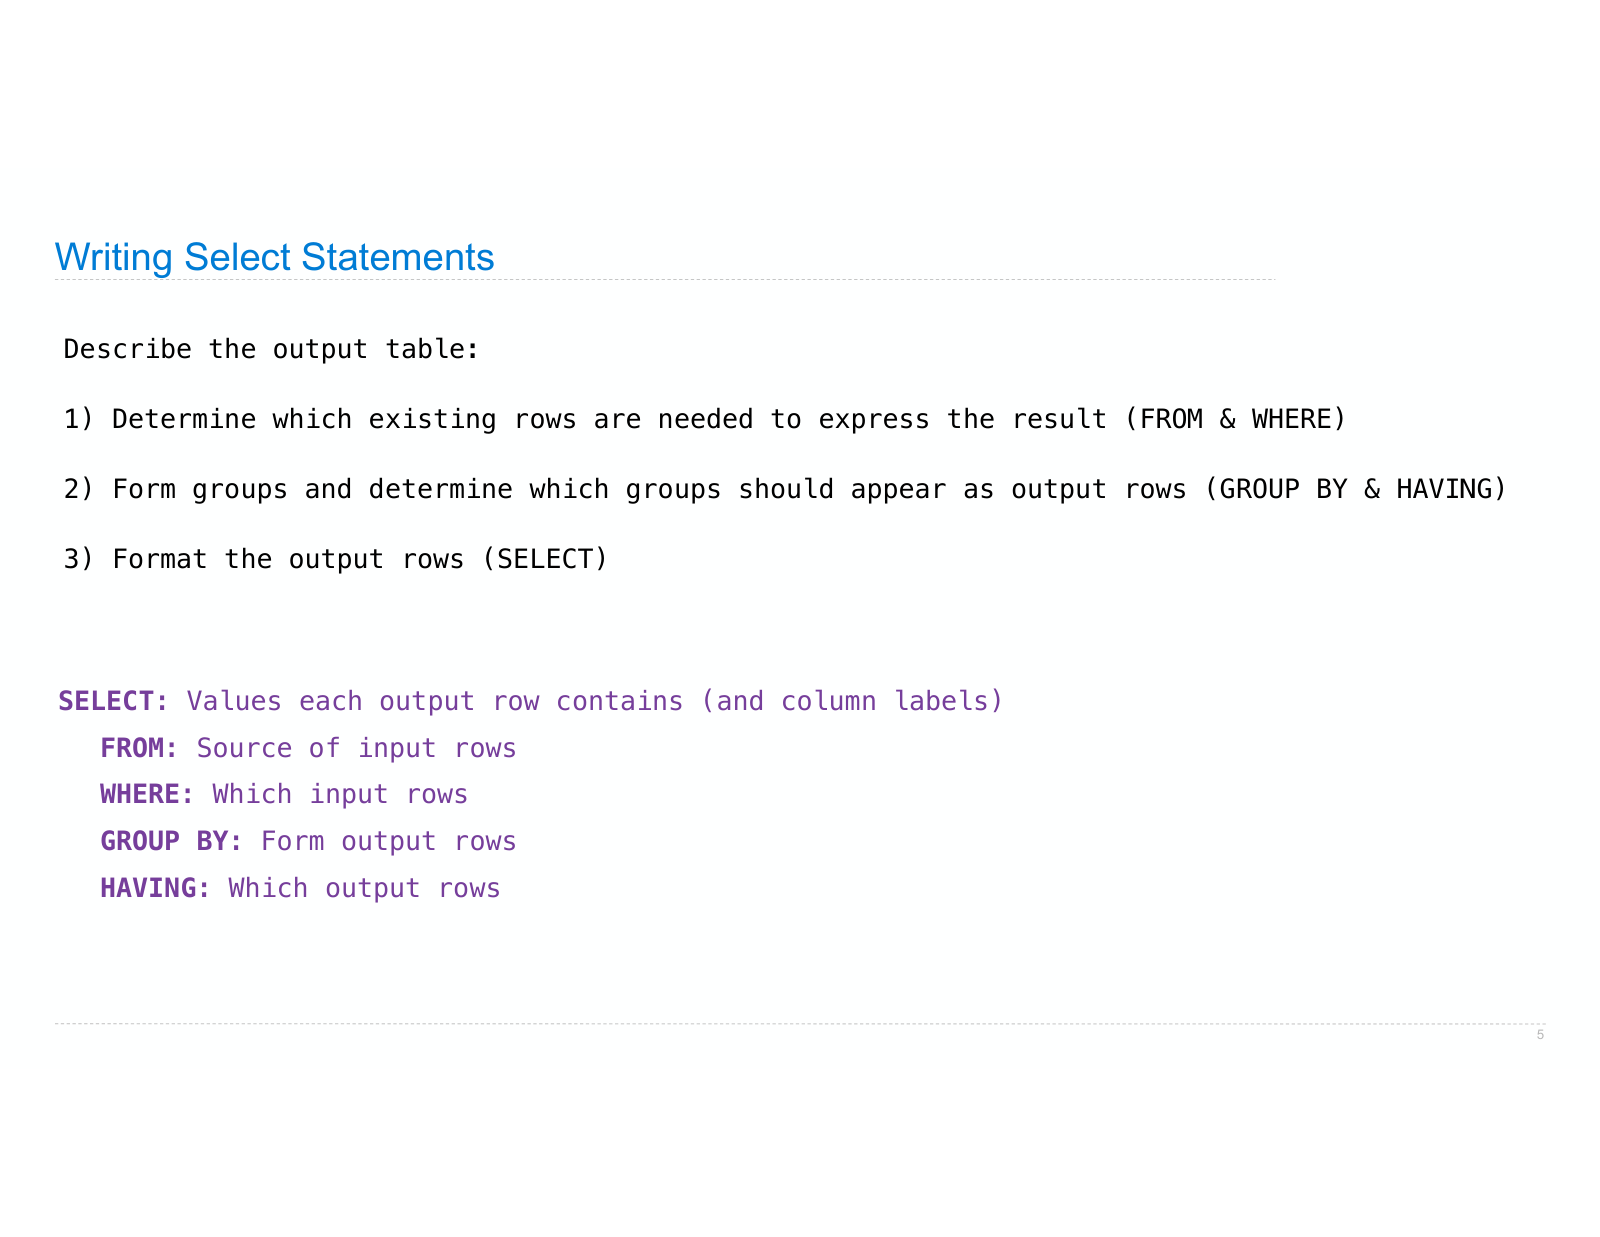 Writing Select Statements
Describe the output table:
1) Determine which existing rows are needed to express the result (FROM & WHERE)
2) Form groups and determine which groups should appear as output rows (GROUP BY & HAVING)
3) Format the output rows (SELECT)
SELECT: Values each output row contains (and column labels)
FROM: Source of input rows
WHERE: Which input rows
GROUP BY: Form output rows
HAVING: Which output rows
5